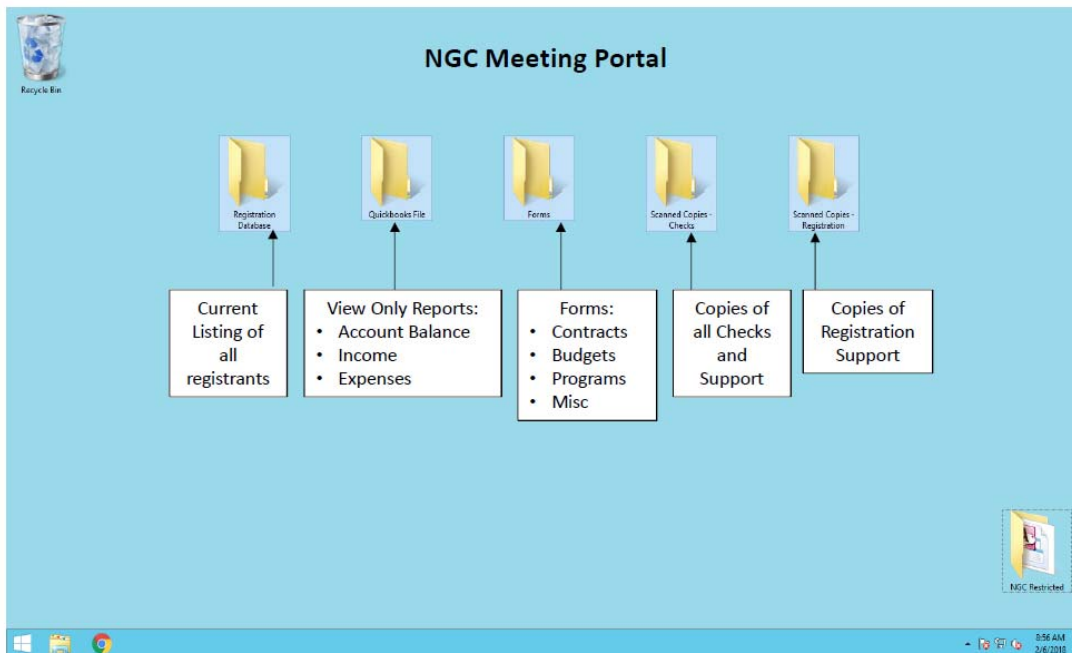 NGC Meeting Portal
Recycle Bin
Registration
Database
Quickbooks File
Forms
Scanned Copies -
Checks
Scanned Copies -
Registration
Current
Listing of
all
registrants
View Only Reports:
• Account Balance
• Income
• Expenses
Forms:
• Contracts
• Budgets
• Programs
• Misc
Copies of
all Checks
and
Support
Copies of
Registration
Support
NGC Restricted
8:56 AM
2/6/2018